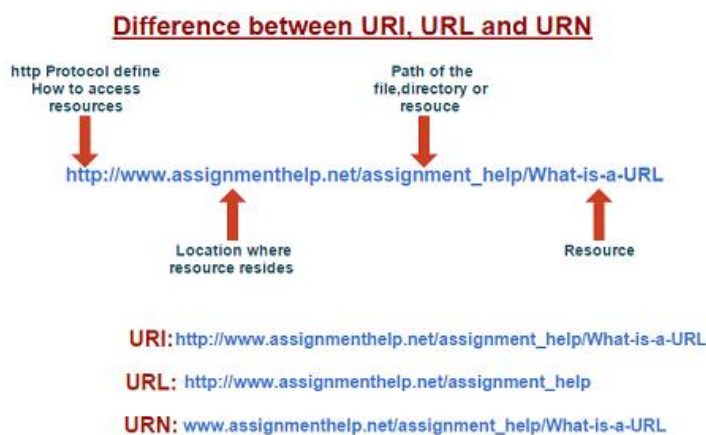 Difference between URI, URL and URN
http Protocol define
How to access
resources
Path of the
file,directory or
resouce
http://www.assignmenthelp.net/assignment_help/What-is-a-URL
Location where
resource resides
Resource
URI: http://www.assignmenthelp.net/assignment_help/What-is-a-URL
URL: http://www.assignmenthelp.net/assignment_help
URN: www.assignmenthelp.net/assignment_help/What-is-a-URL